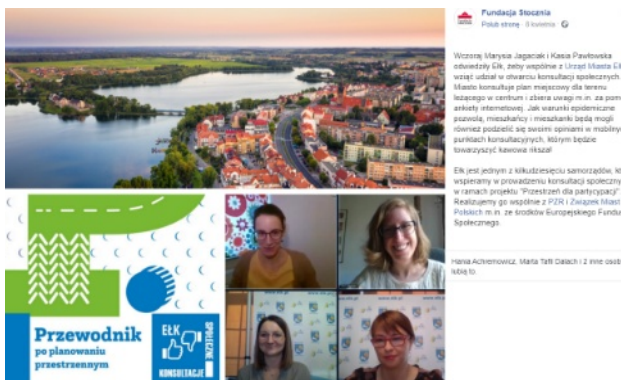 Fundacja Stocznia
Polub stronę · 8 kwietnia ·
Wczoraj Marysia Jagaciak i Kasia Pawłowska
odwiedziły Ełk, żeby wspólnie z Urząd Miasta Eł
wziąć udział w otwarciu konsultacji społecznych.
Miasto konsultuje plan miejscowy dla terenu
leżącego w centrum i zbiera uwagi m.in. za pom
ankiety internetowej. Jak warunki epidemiczne
pozwolą, mieszkańcy i mieszkanki będą mogli
również podzielić się swoimi opiniami w mobilny
punktach konsultacyjnych, którym będzie
towarzyszyć kawowa riksza!
Ełk jest jednym z kilkudziesięciu samorządów, kt
wspieramy w prowadzeniu konsultacji społeczny
w ramach projektu "Przestrzeń dla partycypacji"
Realizujemy go wspólnie z PZR i Związek Miast
Polskich m.in. ze środków Europejskiego Fundu
Społecznego.
Hania Achremowicz, Marta Taffi Dalach i 2 inne osob
lubią to.
Przewodnik
po planowaniu
przestrzennym
EŁK
SPOŁECZNE
KONSULTACJE